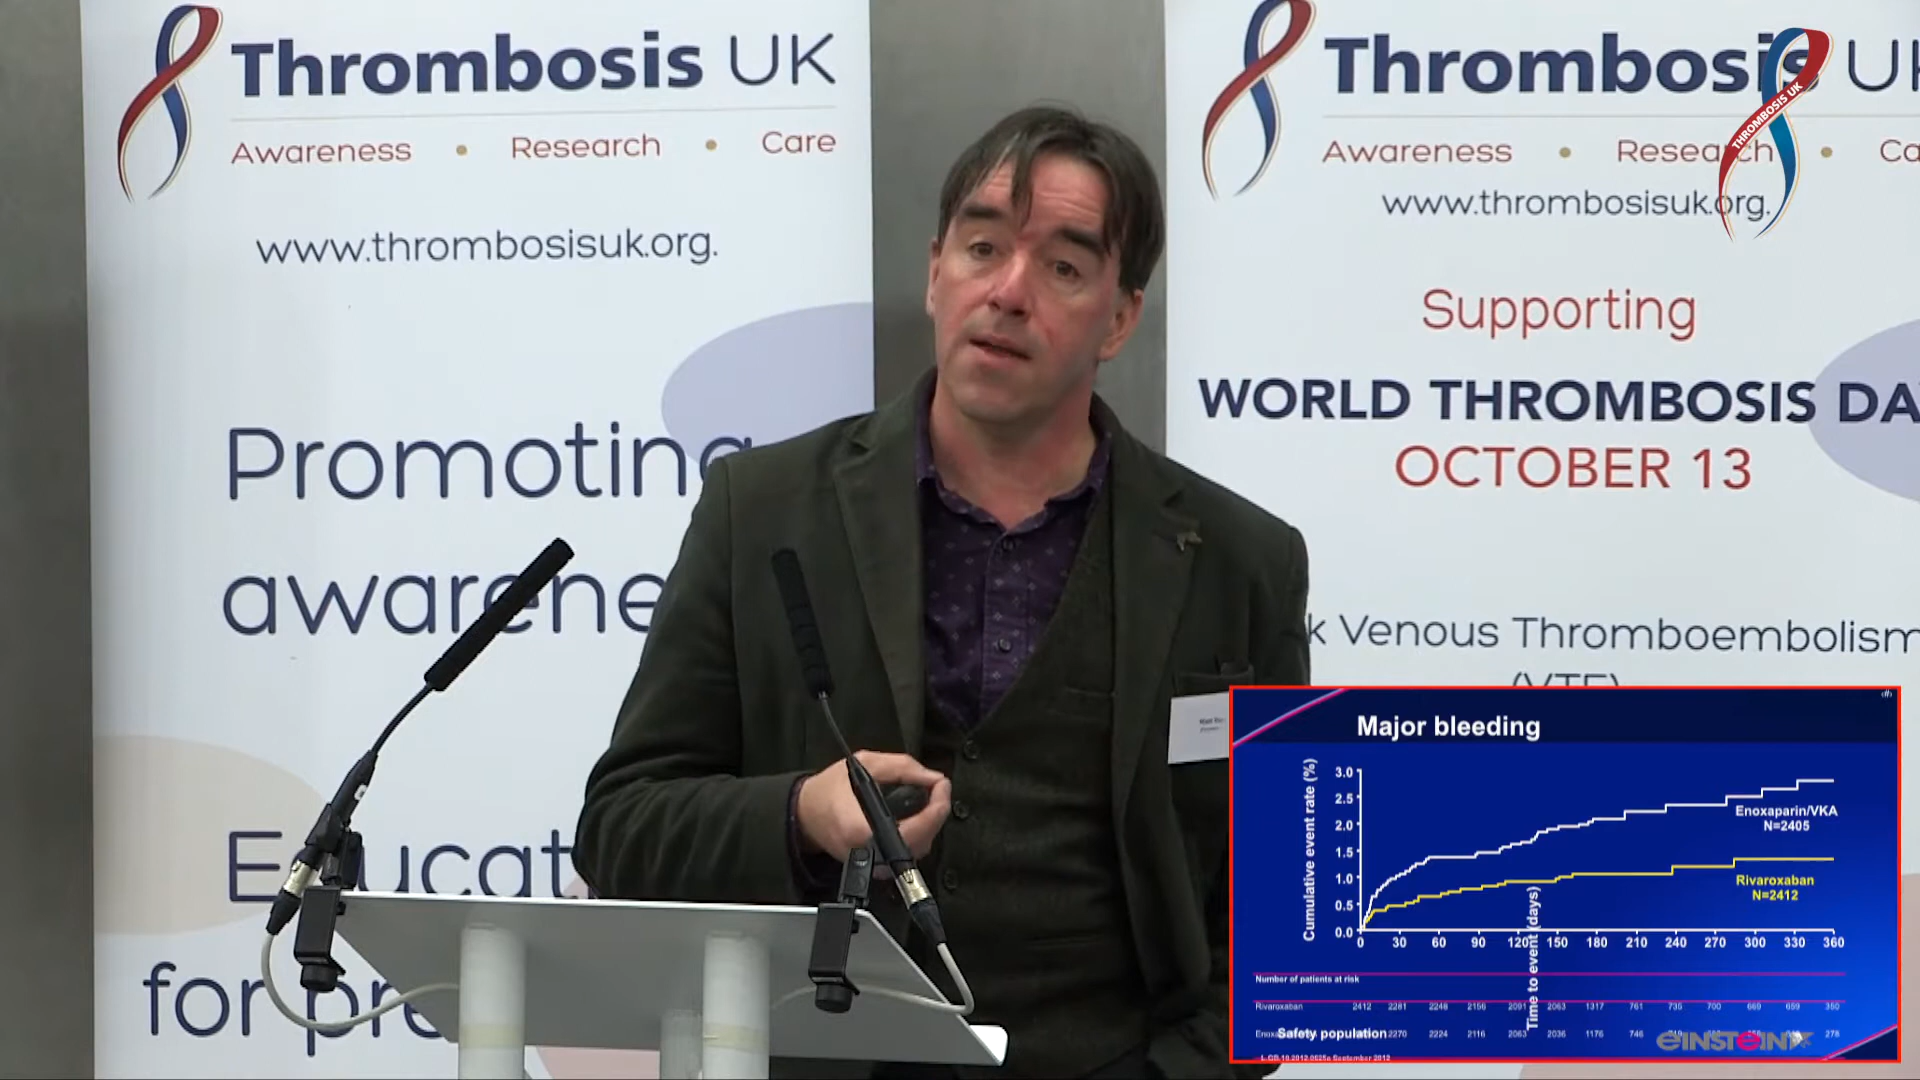 Thrombosis UK
Awareness • Research • Care
www.thrombosisuk.org.
Promoting
awarene
Educat
for pre
Thrombosis UK
Awareness • Research • Ca
www.thrombosisuk.org.
THROMBOSIS UK
Supporting
WORLD THROMBOSIS DA
OCTOBER 13
k Venous Thromboembolism
(VTE)
Major bleeding
Cumulative event rate (%)
3.0
2.5
2.0
1.5
1.0
0.5
0.0
Enoxaparin/VKA
N=2405
Rivaroxaban
N=2412
0 30 60 90 120 150 180 210 240 270 300 330 360
Time to event (days)
Number of patients at risk
Rivaroxaban 2412 2281 2248 2156 2091 2063 1317 761 735 700 669 659 350
2270 2224 2116 2063 2036 1176 746 278
Safety population
EINSTEIN